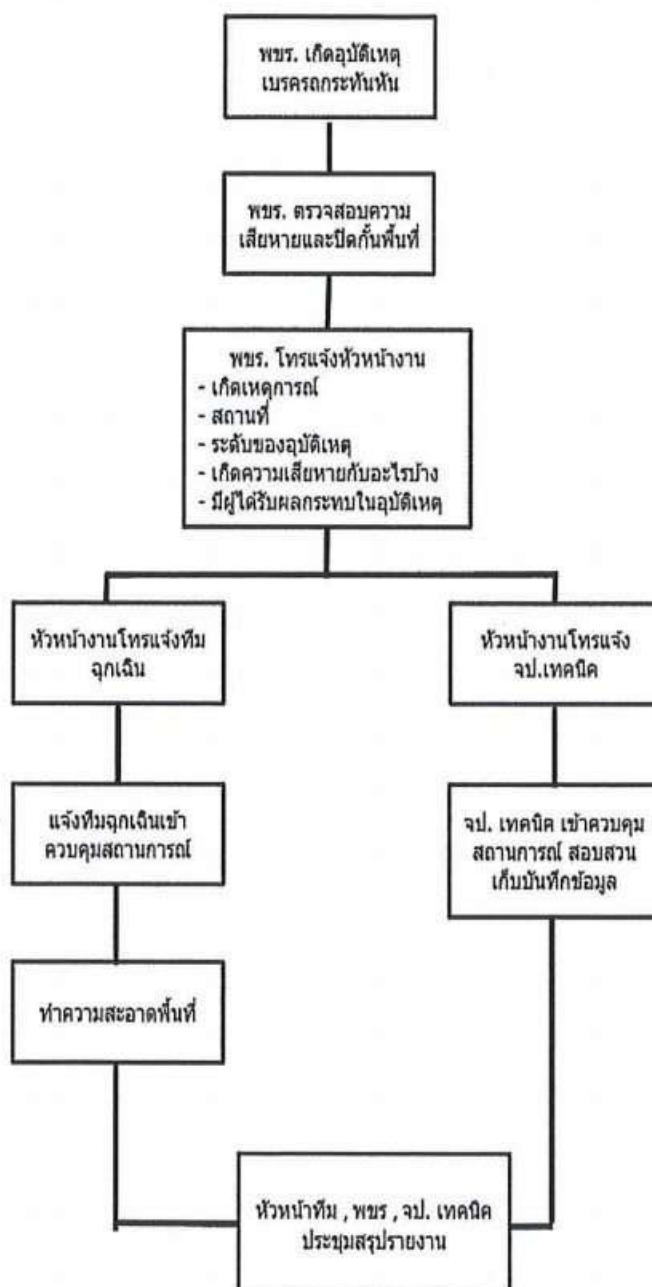 พขร. เกิดอุบัติเหตุ
เบรครถกระทันหัน
พขร. ตรวจสอบความ
เสียหายและปิดกั้นพื้นที่
พขร. โทรแจ้งหัวหน้างาน
- เกิดเหตุการณ์
- สถานที่
- ระดับของอุบัติเหตุ
- เกิดความเสียหายกับอะไรบ้าง
- มีผู้ได้รับผลกระทบในอุบัติเหตุ
หัวหน้างานโทรแจ้งทีม
ฉุกเฉิน
หัวหน้างานโทรแจ้ง
จป.เทคนิค
แจ้งทีมฉุกเฉินเข้า
ควบคุมสถานการณ์
จป. เทคนิค เข้าควบคุม
สถานการณ์ สอบสวน
เก็บบันทึกข้อมูล
ทำความสะอาดพื้นที่
หัวหน้าทีม , พขร , จป. เทคนิค
ประชุมสรุปรายงาน